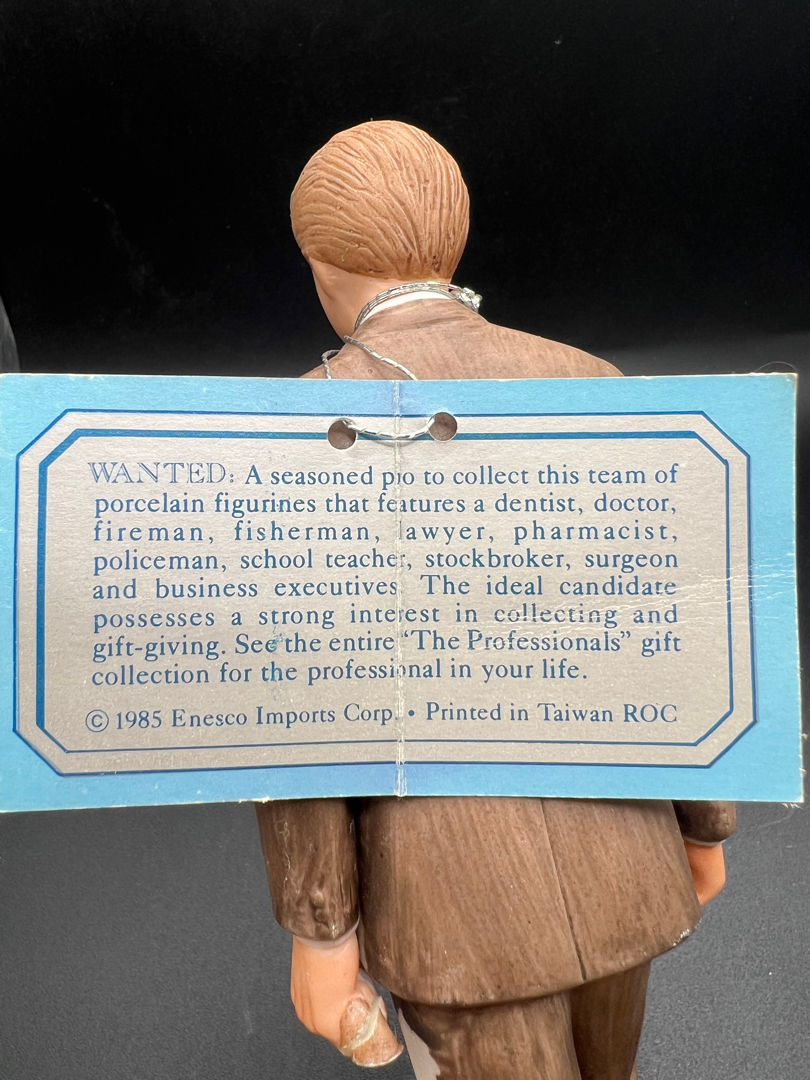 WANTED: A seasoned pro to collect this team of
porcelain figurines that features a dentist, doctor,
fireman, fisherman, lawyer, pharmacist,
policeman, school teacher, stockbroker, surgeon
and business executives. The ideal candidate
possesses a strong interest in collecting and
gift-giving. See the entire "The Professionals" gift
collection for the professional in your life.
© 1985 Enesco Imports Corp. • Printed in Taiwan ROC